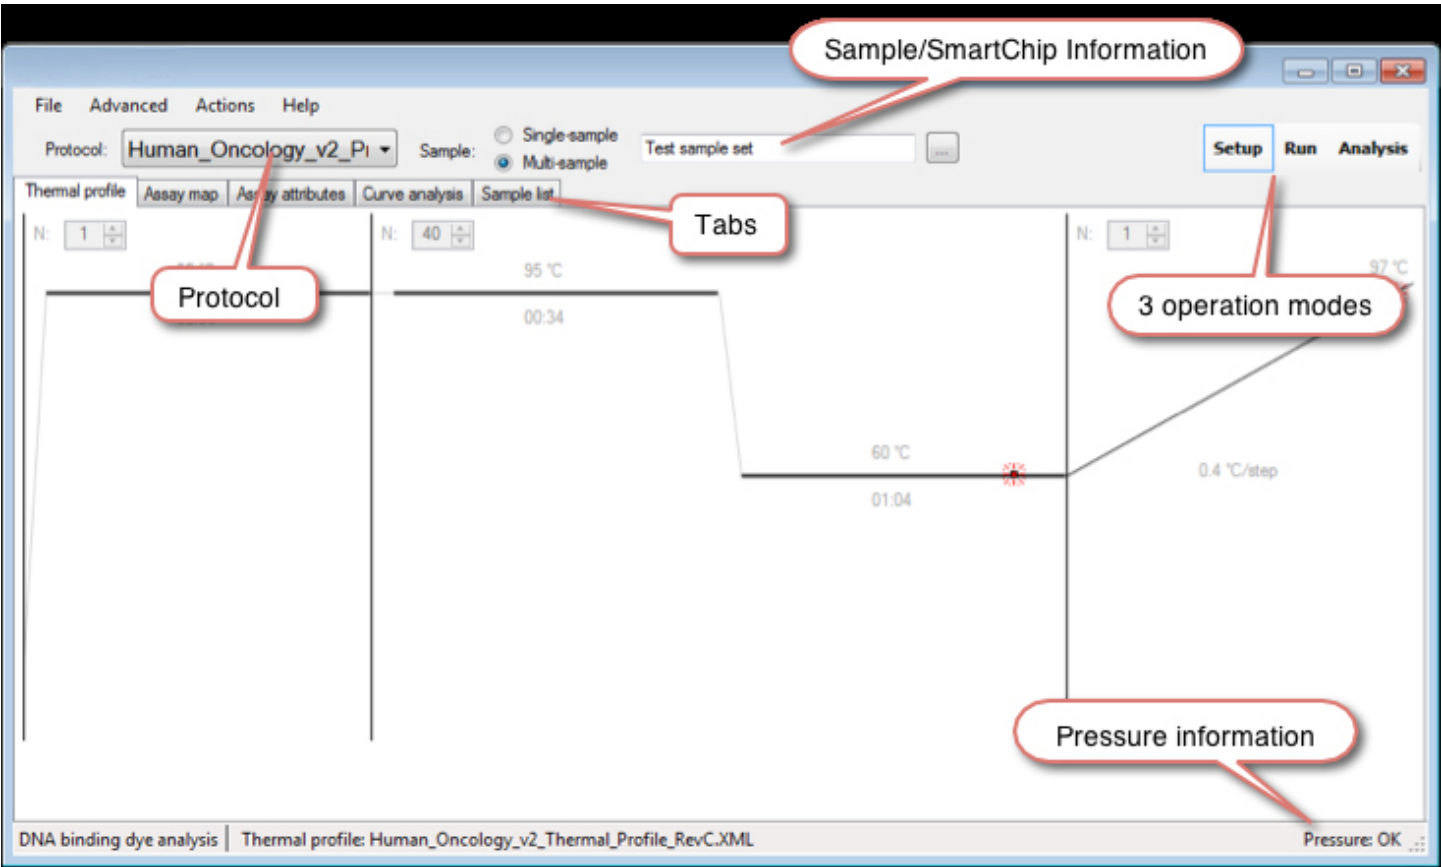 Sample/SmartChip Information
File Advanced Actions Help
Protocol: Human_Oncology_v2_P Sample: Single-sample
Multi-sample
Test sample set
...
Setup Run Analysis
Thermal profile Assay map Assay attributes Curve analysis Sample list
Tabs
N: 1
N: 40
N: 1
95 °C
97 °C
Protocol
3 operation modes
00:34
60 °C
0.4 °C/step
01:04
Pressure information
DNA binding dye analysis Thermal profile: Human_Oncology_v2_Thermal_Profile_RevC.XML Pressure: OK